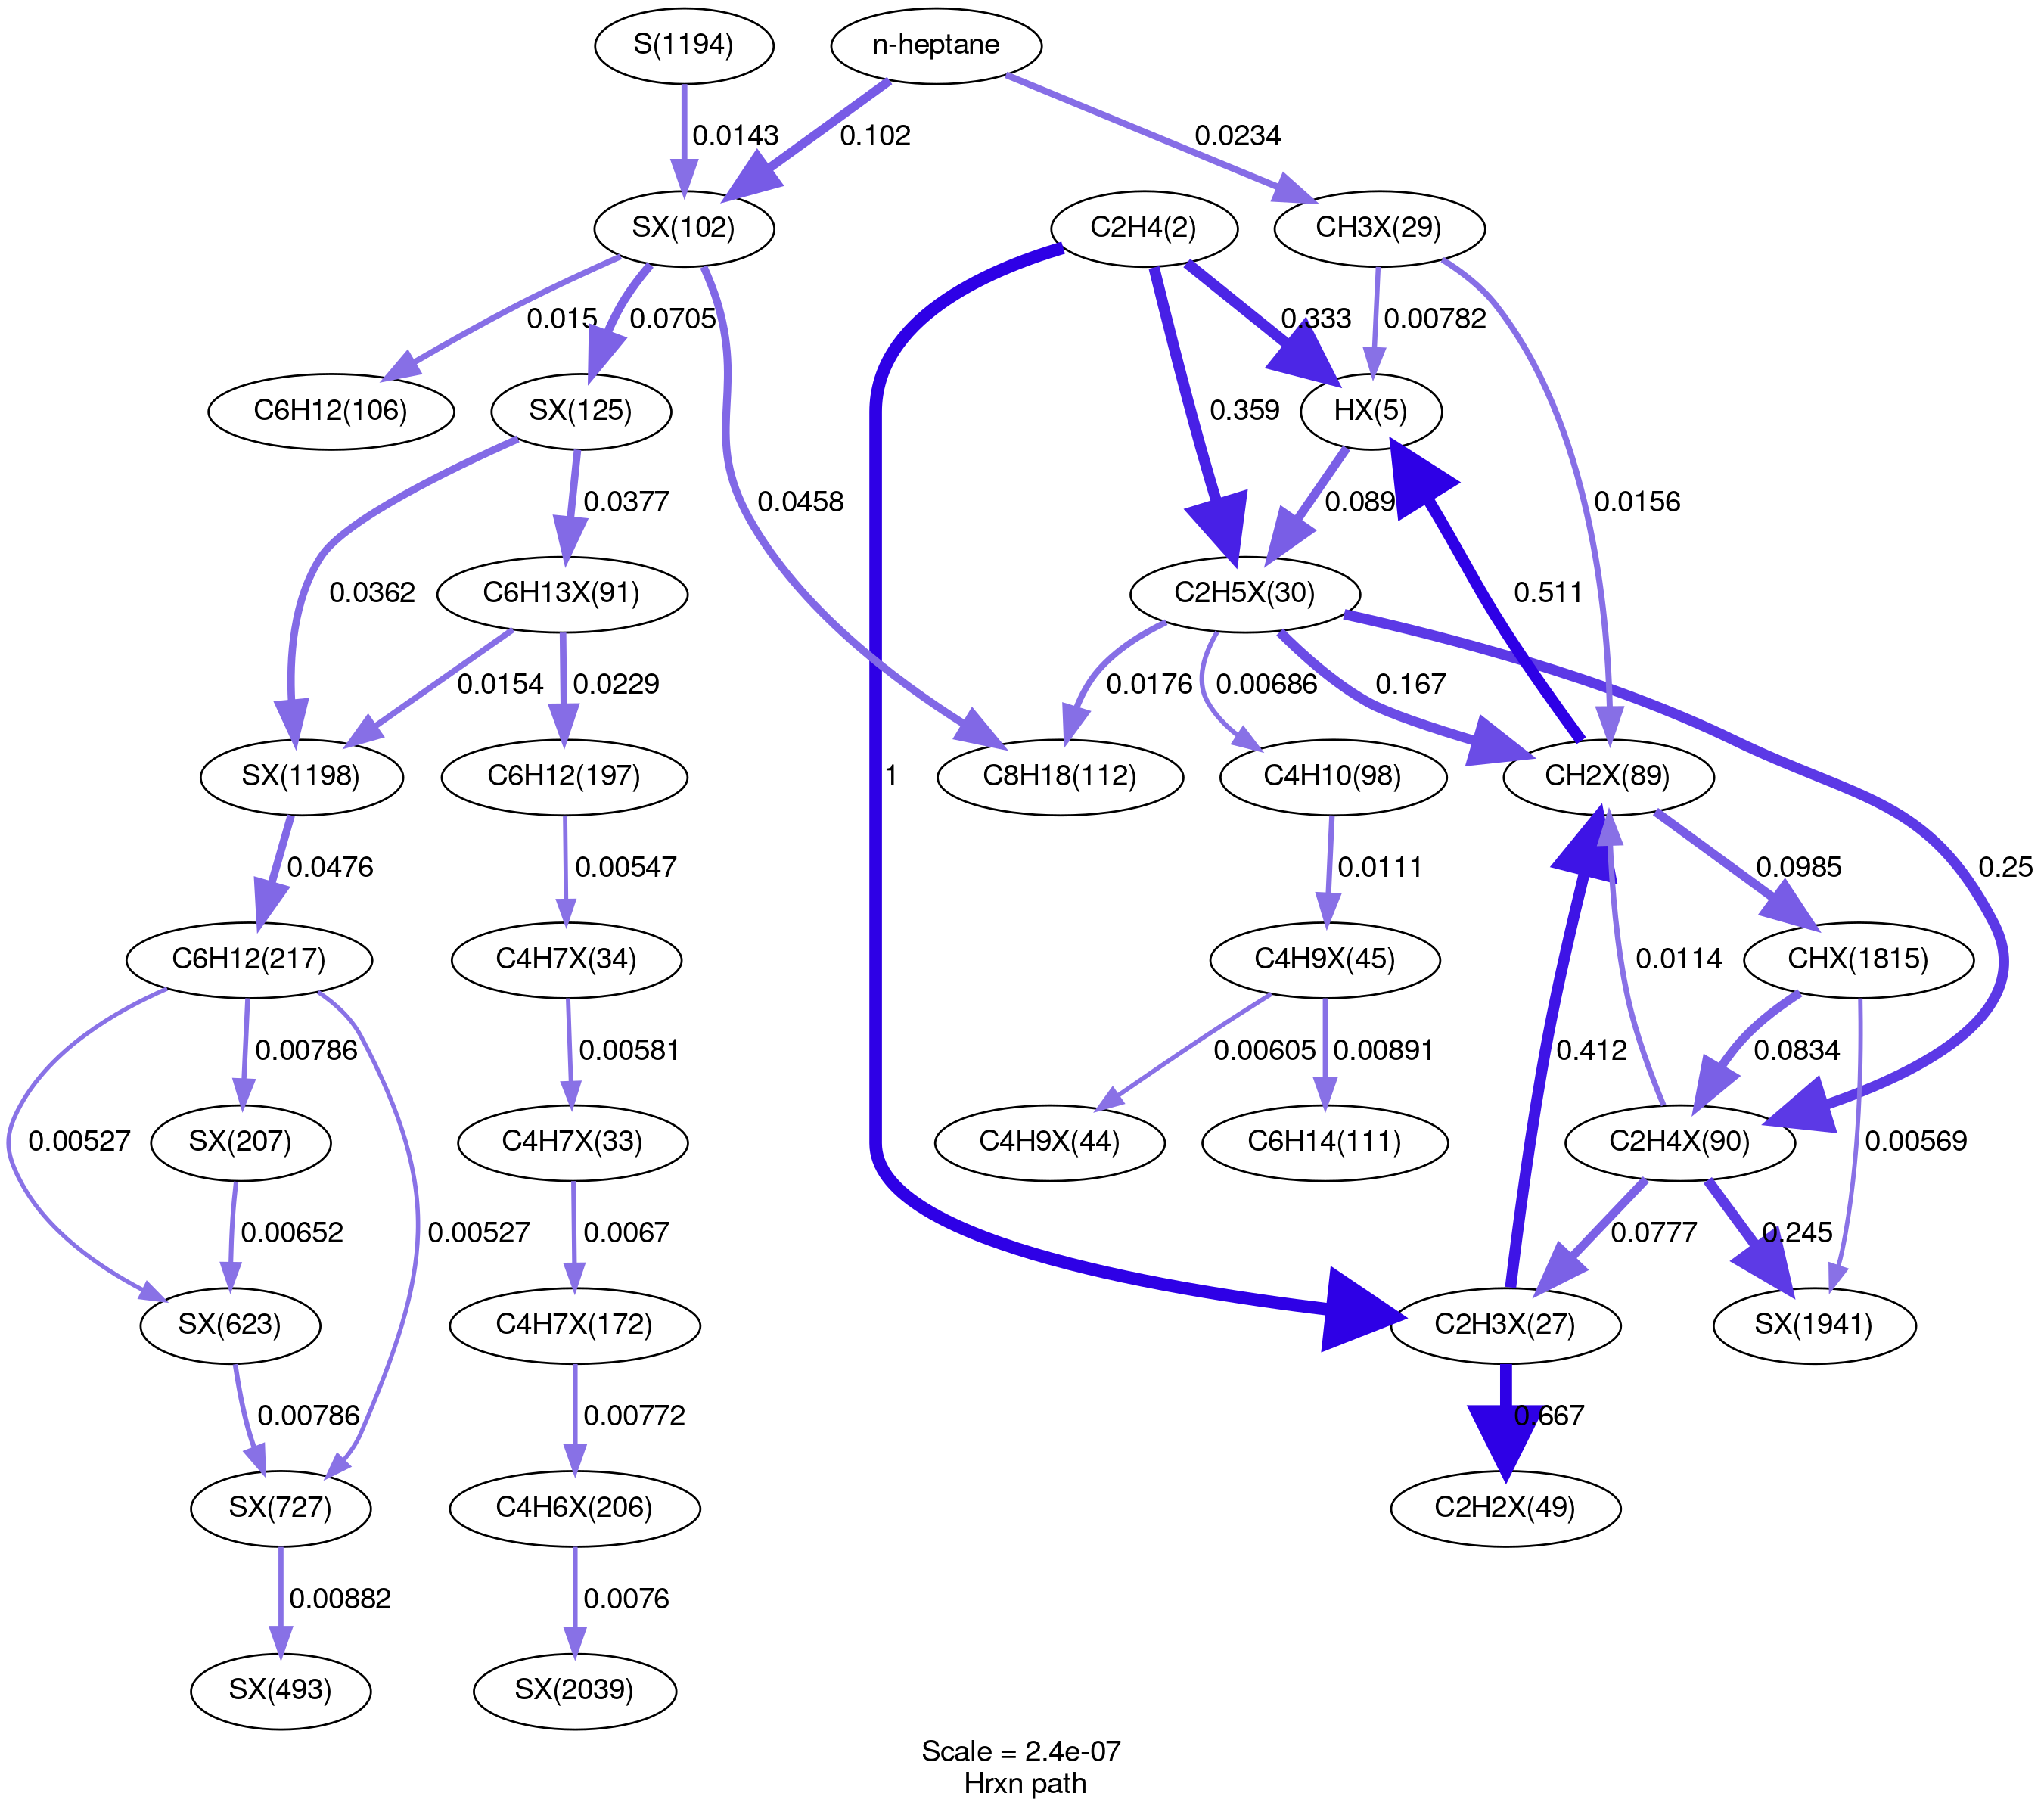 S(1194)
n-heptane
0.0143
0.102
0.0234
SX(102)
C2H4(2)
CH3X(29)
0.015
0.0705
0.333
0.00782
C6H12(106)
SX(125)
HX(5)
0.359
0.0377
0.0458
0.089
0.0156
0.0362
C6H13X(91)
C2H5X(30)
0.511
0.0154
0.0229
0.0176
0.00686
0.167
SX(1198)
C6H12(197)
1
C8H18(112)
C4H10(98)
CH2X(89)
0.0476
0.00547
0.0111
0.0985
0.25
C6H12(217)
C4H7X(34)
C4H9X(45)
0.0114
CHX(1815)
0.00786
0.00581
0.00605
0.00891
0.412
0.0834
0.00527
SX(207)
C4H7X(33)
C4H9X(44)
C6H14(111)
C2H4X(90)
0.00569
0.00652
0.00527
0.0067
0.0777
0.245
SX(623)
C4H7X(172)
C2H3X(27)
SX(1941)
0.00786
0.00772
0.667
SX(727)
C4H6X(206)
C2H2X(49)
0.00882
0.0076
SX(493)
SX(2039)
Scale = 2.4e-07
Hrxn path